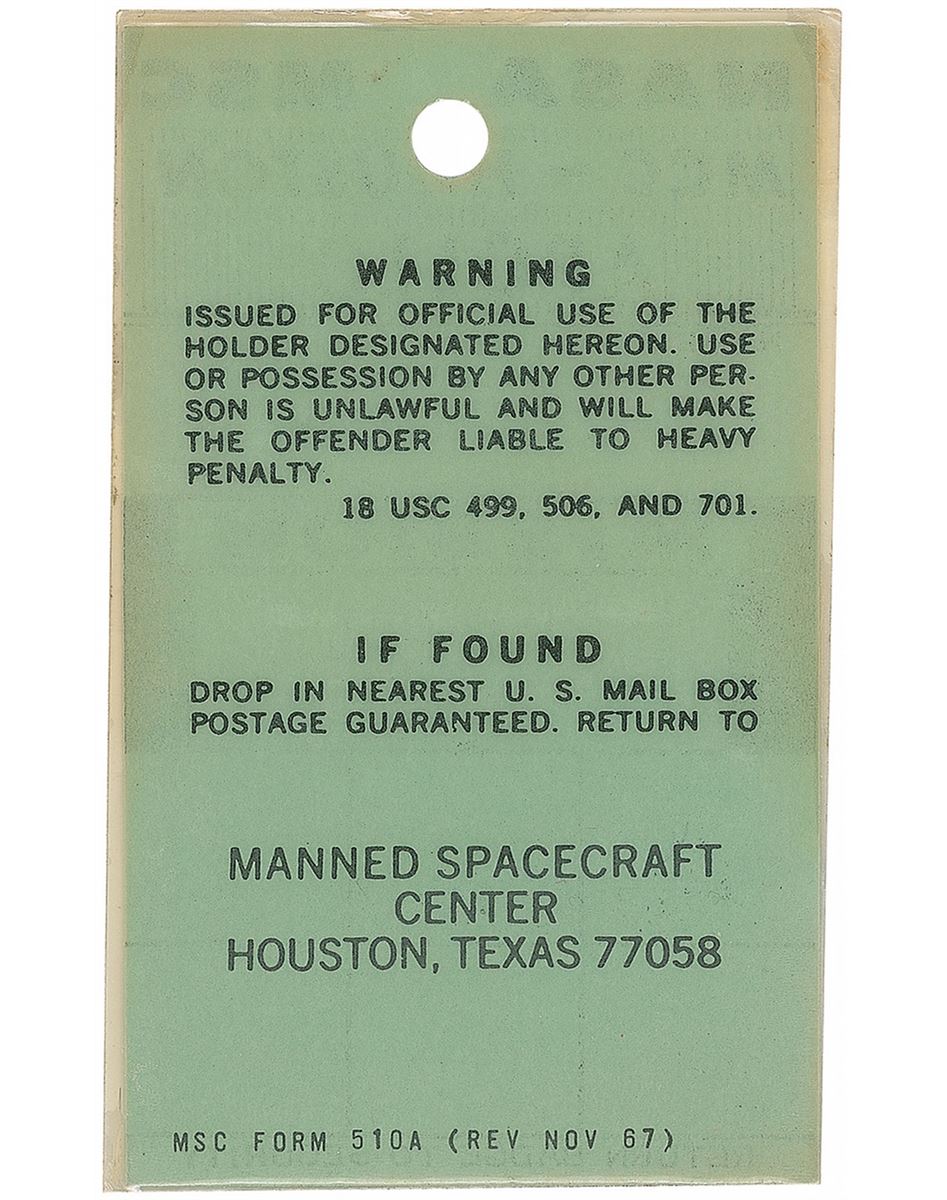 WARNING
ISSUED FOR OFFICIAL USE OF THE
HOLDER DESIGNATED HEREON. USE
OR POSSESSION BY ANY OTHER PER-
SON IS UNLAWFUL AND WILL MAKE
THE OFFENDER LIABLE TO HEAVY
PENALTY.
18 USC 499, 506, AND 701.
IF FOUND
DROP IN NEAREST U. S. MAIL BOX
POSTAGE GUARANTEED. RETURN TO
MANNED SPACECRAFT
CENTER
HOUSTON, TEXAS 77058
MSC FORM 510A (REV NOV 67)